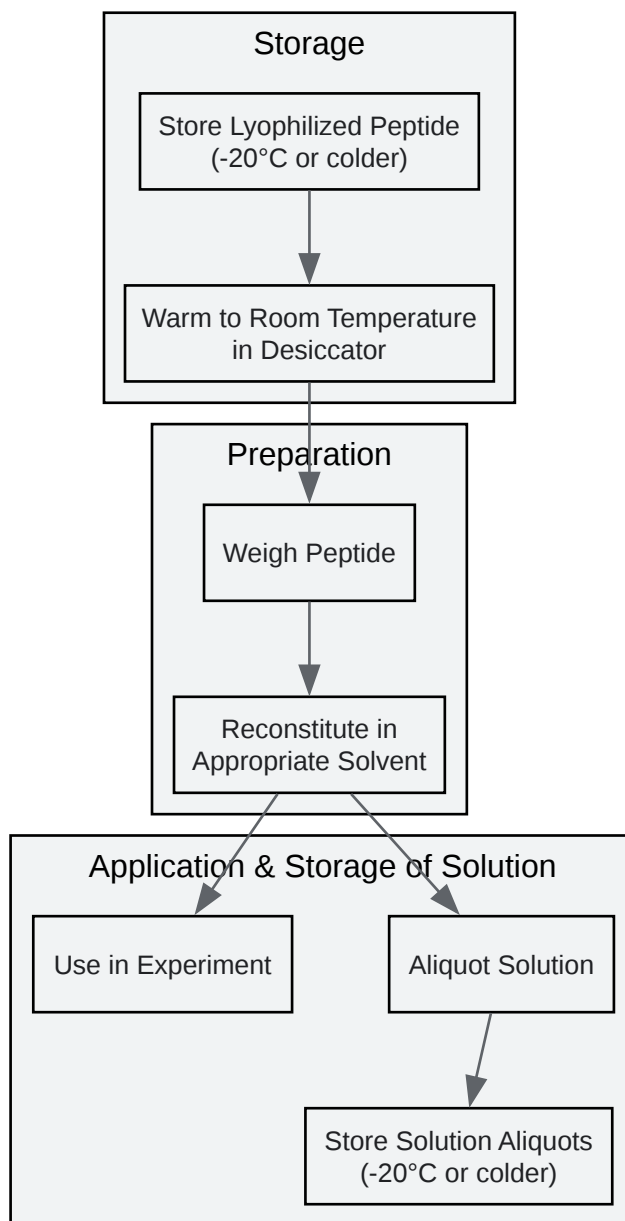 Storage
Store Lyophilized Peptide
(-20°C or colder)
Warm to Room Temperature
in Desiccator
Preparation
Weigh Peptide
Reconstitute in
Appropriate Solvent
Application & Storage of Solution
Use in Experiment
Aliquot Solution
Store Solution Aliquots
(-20°C or colder)